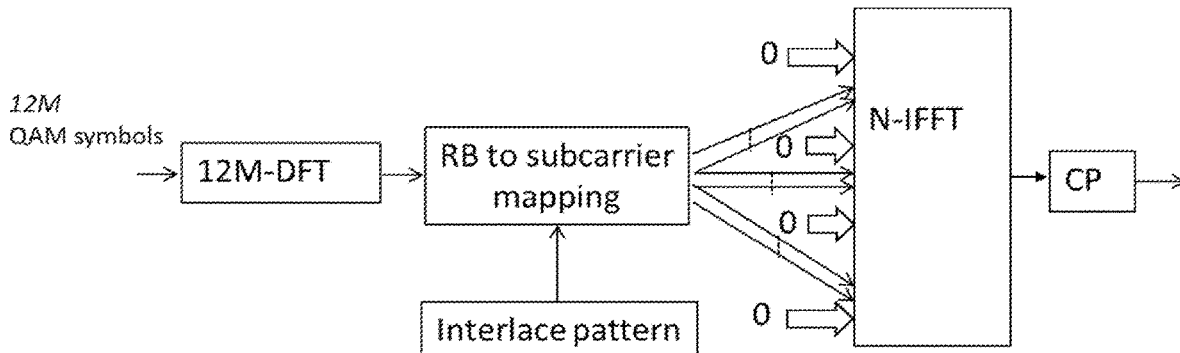 12M
QAM symbols
12M-DFT
RB to subcarrier
mapping
Interlace pattern
0
0
0
0
N-IFFT
CP